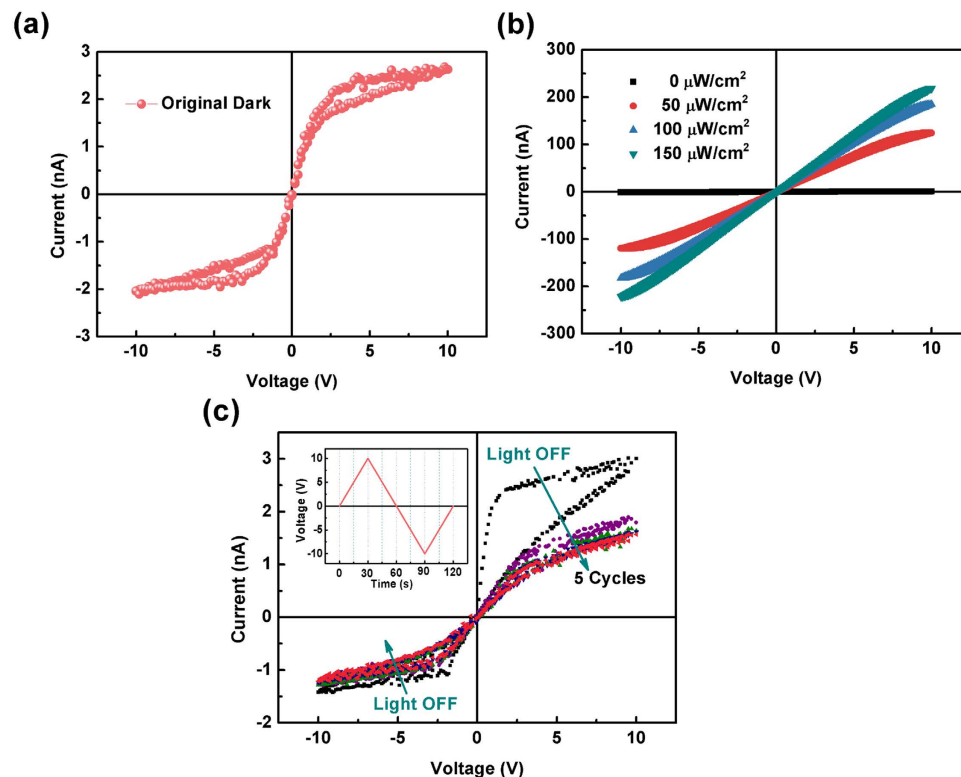 (a)
3
2
1
0
-1
-2
-3
Current (nA)
Original Dark
-10 -5 0 5 10
Voltage (V)
(b)
300
200
100
0
-100
-200
-300
Current (nA)
0 μW/cm²
50 μW/cm²
100 μW/cm²
150 μW/cm²
-10 -5 0 5 10
Voltage (V)
(c)
3
2
1
0
-1
-2
Current (nA)
10
5
0
-5
-10
Voltage (V)
0 30 60 90 120
Time (s)
Light OFF
5 Cycles
Light OFF
-10 -5 0 5 10
Voltage (V)